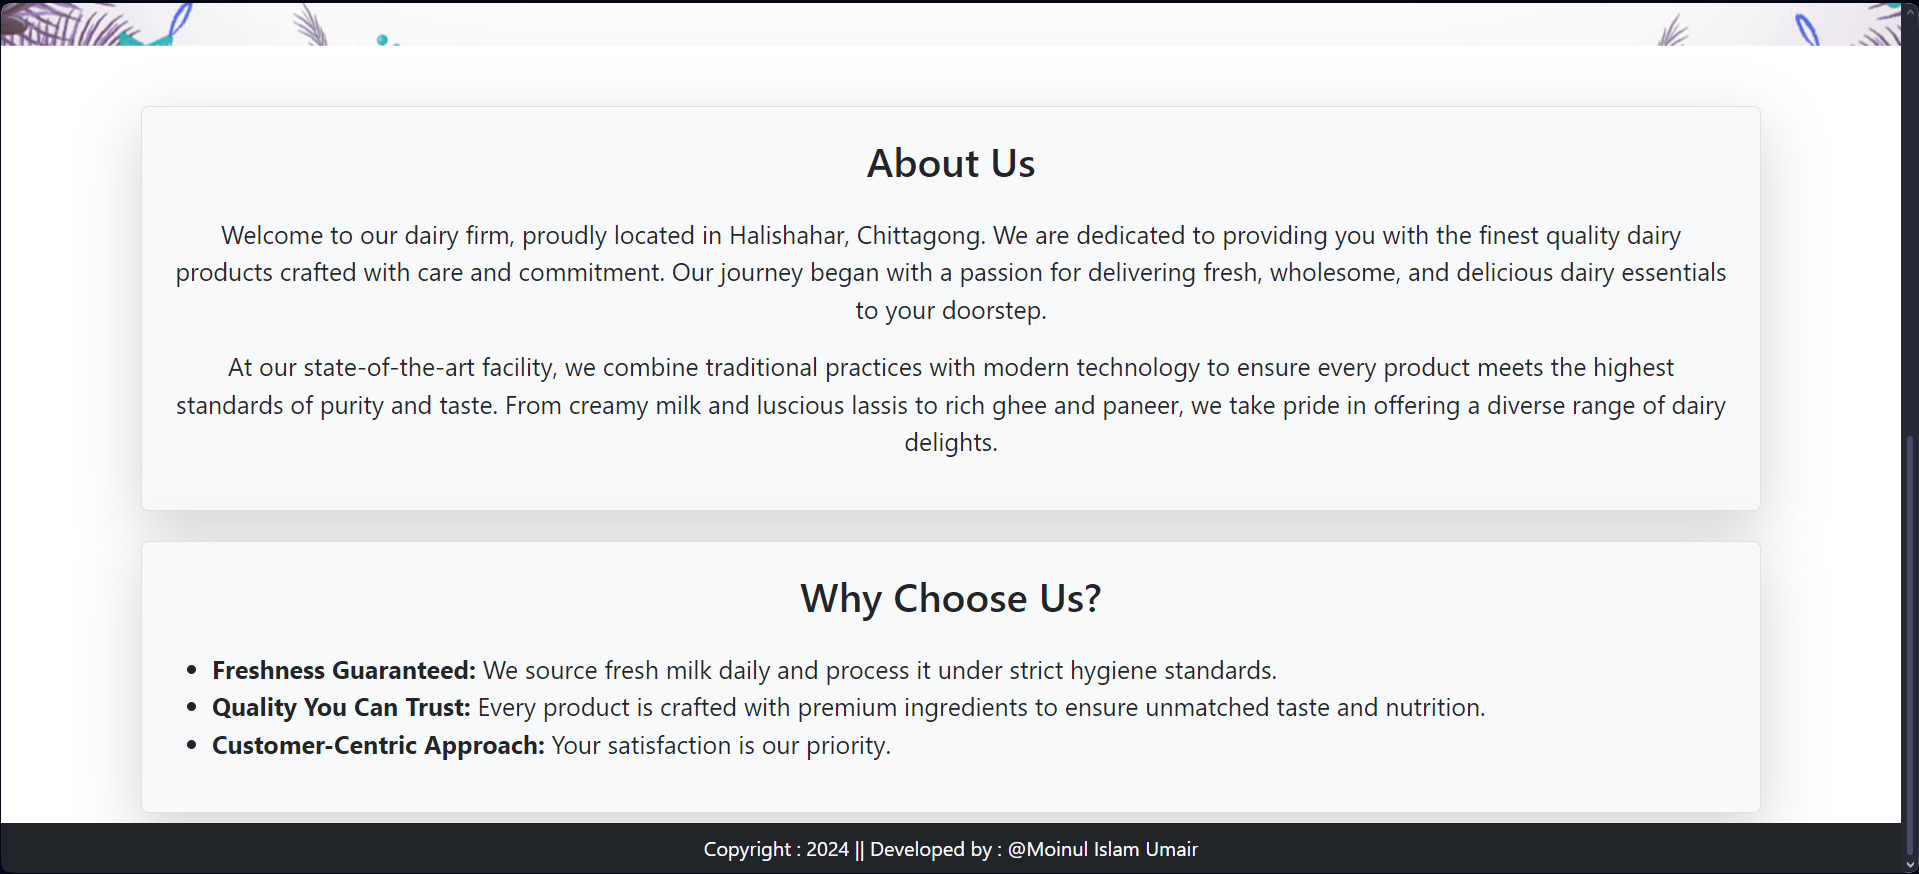 About Us
Welcome to our dairy firm, proudly located in Halishahar, Chittagong. We are dedicated to providing you with the finest quality dairy
products crafted with care and commitment. Our journey began with a passion for delivering fresh, wholesome, and delicious dairy essentials
to your doorstep.
At our state-of-the-art facility, we combine traditional practices with modern technology to ensure every product meets the highest
standards of purity and taste. From creamy milk and luscious lassis to rich ghee and paneer, we take pride in offering a diverse range of dairy
delights.
Why Choose Us?
• Freshness Guaranteed: We source fresh milk daily and process it under strict hygiene standards.
• Quality You Can Trust: Every product is crafted with premium ingredients to ensure unmatched taste and nutrition.
• Customer-Centric Approach: Your satisfaction is our priority.
Copyright : 2024 || Developed by : @Moinul Islam Umair